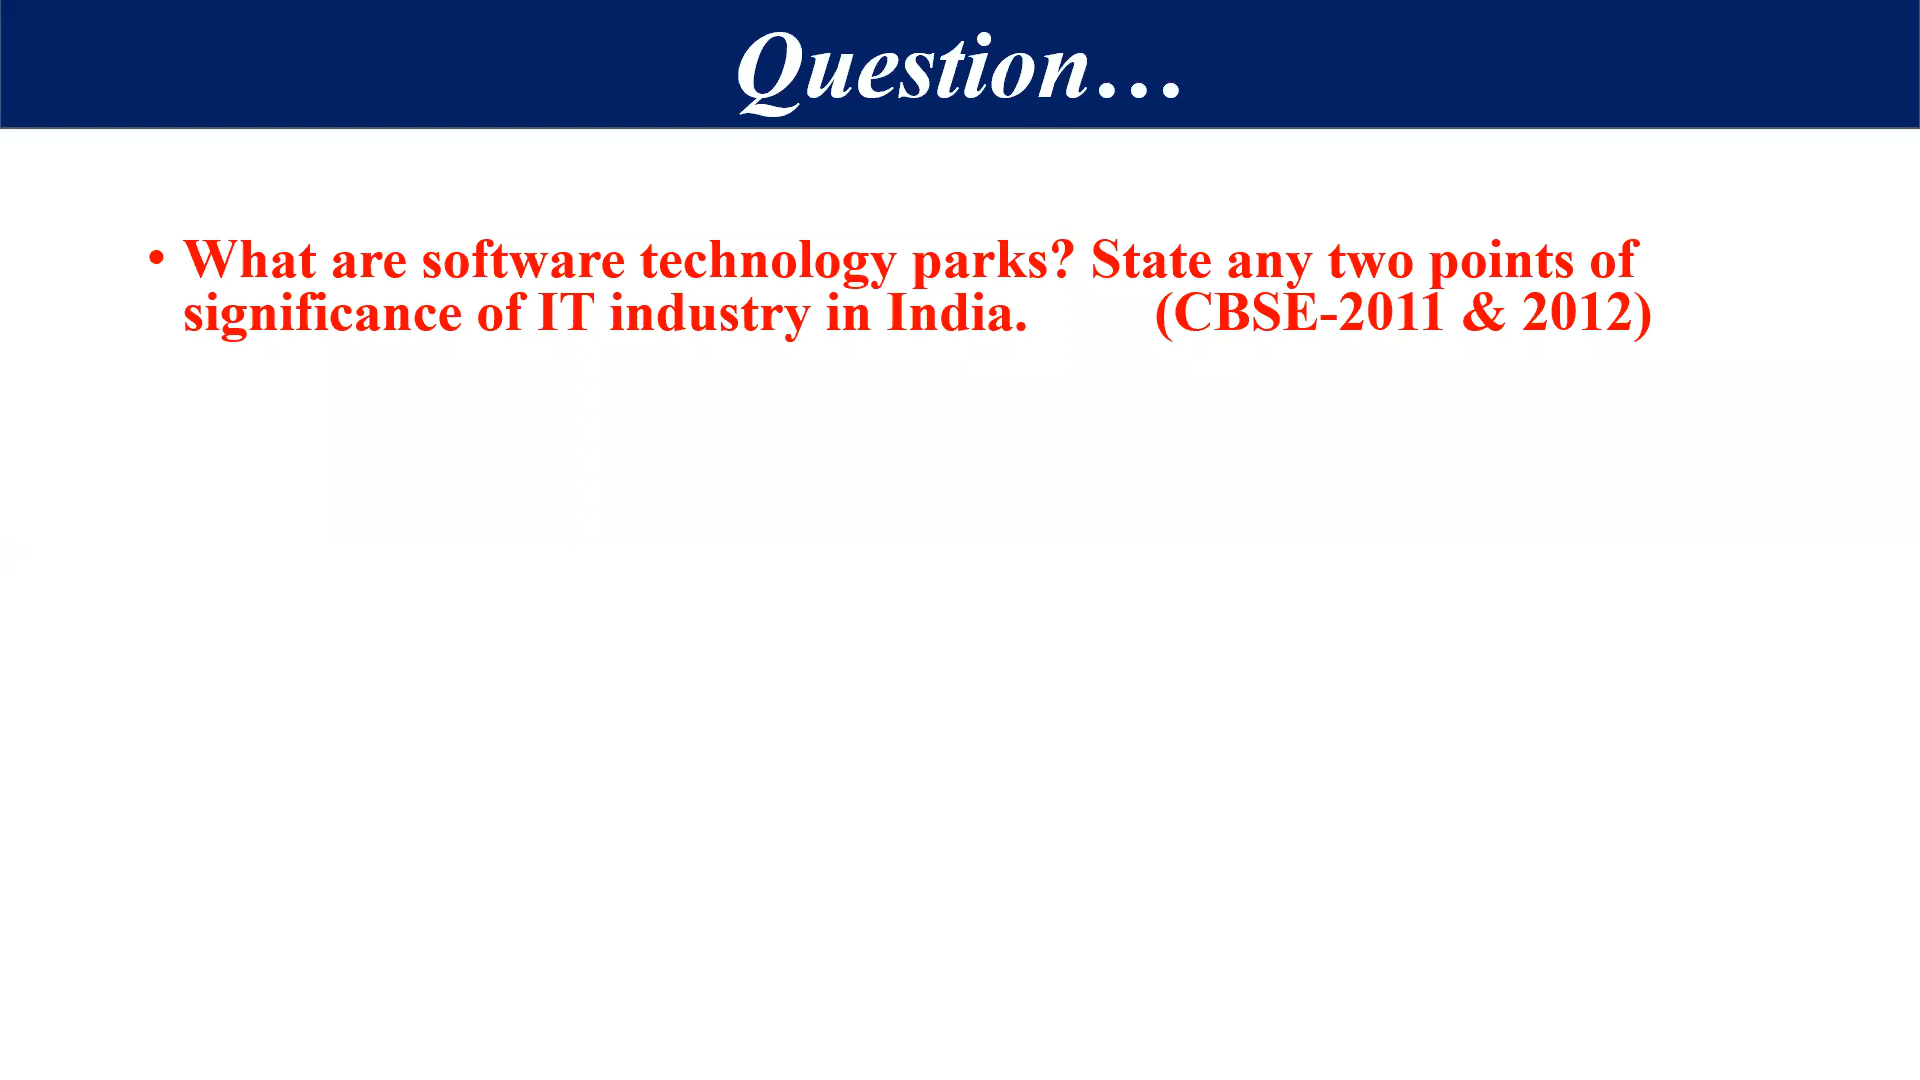 Question…
• What are software technology parks? State any two points of
significance of IT industry in India. (CBSE-2011 & 2012)